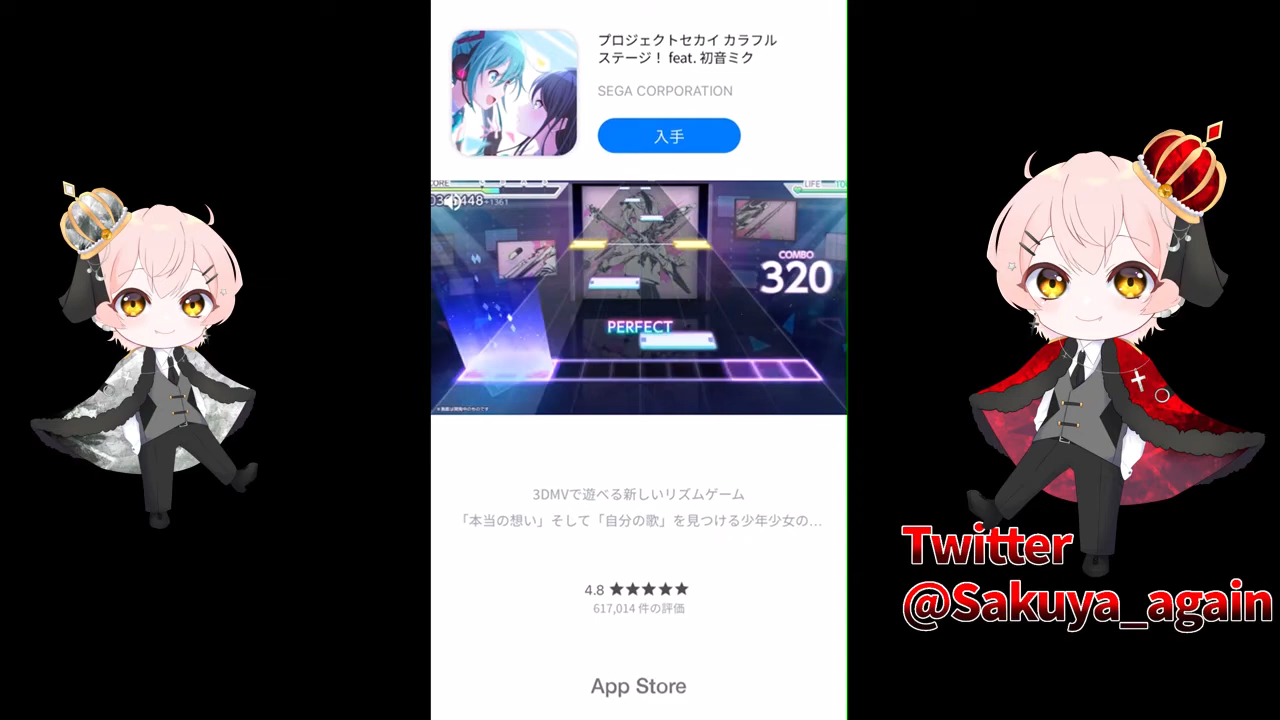 プロジェクトセカイ カラフル
ステージ！ feat. 初音ミク
SEGA CORPORATION
入手
LIFE
+1361
COMBO
320
PERFECT
3DMVで遊べる新しいリズムゲーム
「本当の想い」そして「自分の歌」を見つける少年少女の…
4.8 ★★★★★
617,014 件の評価
App Store
Twitter
@Sakuya_again